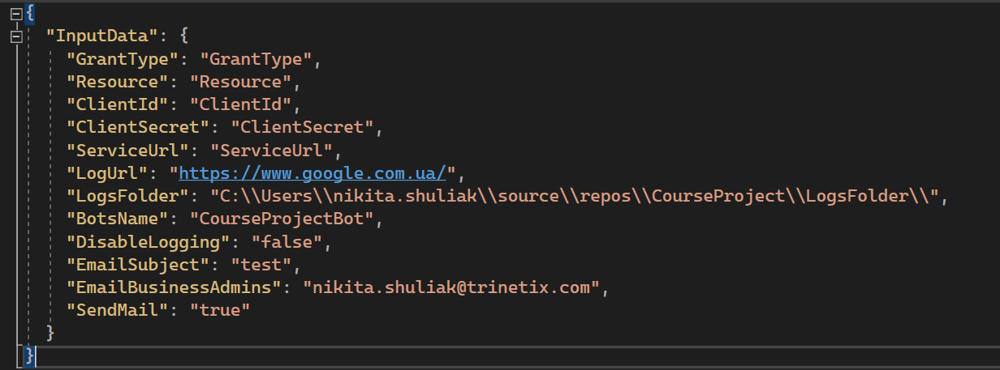 {
"InputData": {
"GrantType": "GrantType",
"Resource": "Resource",
"ClientId": "ClientId",
"ClientSecret": "ClientSecret",
"ServiceUrl": "ServiceUrl",
"LogUrl": "https://www.google.com.ua/",
"LogsFolder": "C:\\Users\\nikita.shuliak\\source\\repos\\CourseProject\\LogsFolder\\",
"BotsName": "CourseProjectBot",
"DisableLogging": "false",
"EmailSubject": "test",
"EmailBusinessAdmins": "nikita.shuliak@trinetix.com",
"SendMail": "true"
}
}